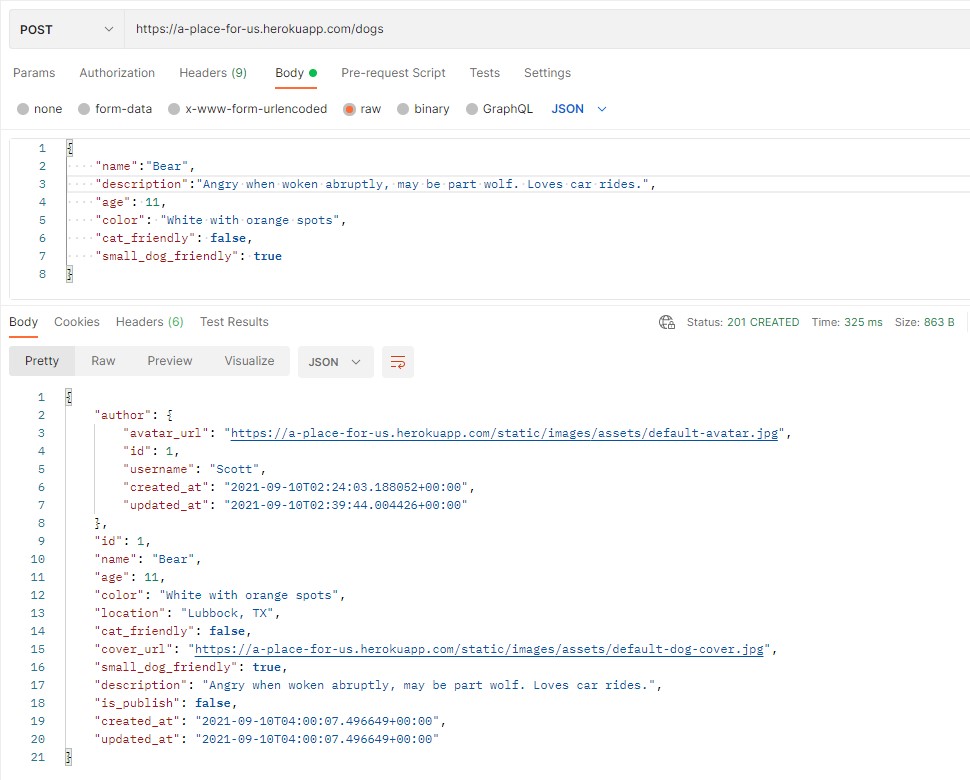 POST https://a-place-for-us.herokuapp.com/dogs
Params Authorization Headers (9) Body Pre-request Script Tests Settings
none form-data x-www-form-urlencoded raw binary GraphQL JSON
1 {
2 "name":"Bear",
3 "description":"Angry when woken abruptly, may be part wolf. Loves car rides.",
4 "age": 11,
5 "color": "White with orange spots",
6 "cat_friendly": false,
7 "small_dog_friendly": true
8 }
Body Cookies Headers (6) Test Results Status: 201 CREATED Time: 325 ms Size: 863 B
Pretty Raw Preview Visualize JSON
1 {
2 "author": {
3 "avatar_url": "https://a-place-for-us.herokuapp.com/static/images/assets/default-avatar.jpg",
4 "id": 1,
5 "username": "Scott",
6 "created_at": "2021-09-10T02:24:03.188052+00:00",
7 "updated_at": "2021-09-10T02:39:44.004426+00:00"
8 },
9 "id": 1,
10 "name": "Bear",
11 "age": 11,
12 "color": "White with orange spots",
13 "location": "Lubbock, TX",
14 "cat_friendly": false,
15 "cover_url": "https://a-place-for-us.herokuapp.com/static/images/assets/default-dog-cover.jpg",
16 "small_dog_friendly": true,
17 "description": "Angry when woken abruptly, may be part wolf. Loves car rides.",
18 "is_publish": false,
19 "created_at": "2021-09-10T04:00:07.496649+00:00",
20 "updated_at": "2021-09-10T04:00:07.496649+00:00"
21 }